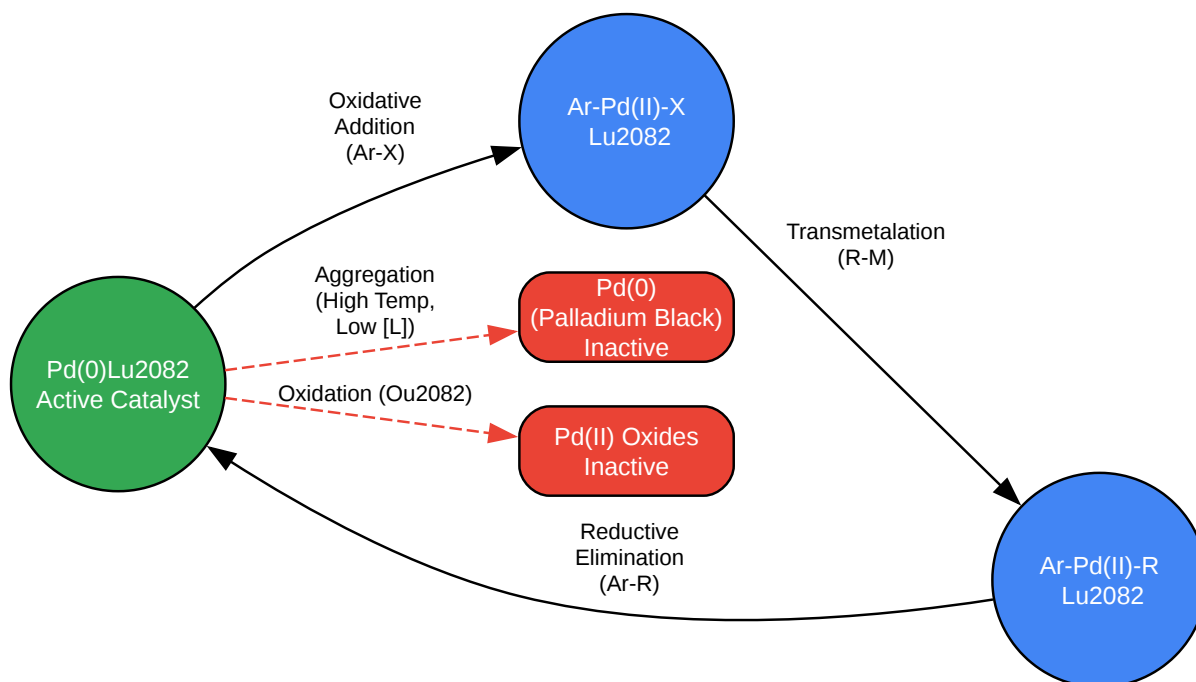 Oxidative
Addition
(Ar-X)
Ar-Pd(II)-X
Lu2082
Transmetalation
(R-M)
Aggregation
(High Temp,
Low [L])
Pd(0)
(Palladium Black)
Inactive
Pd(0)Lu2082
Active Catalyst
Oxidation (Ou2082)
Pd(II) Oxides
Inactive
Reductive
Elimination
(Ar-R)
Ar-Pd(II)-R
Lu2082